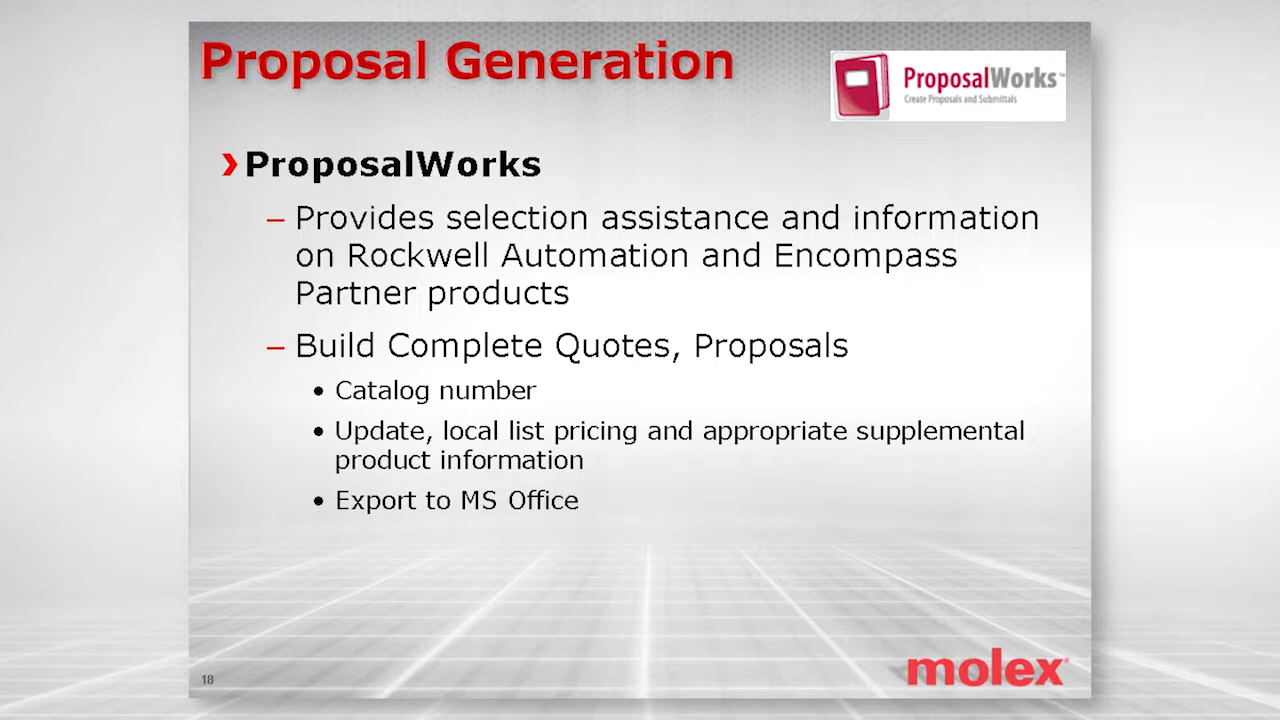 Proposal Generation
ProposalWorks™
Create Proposals and Submittals
❯ProposalWorks
– Provides selection assistance and information
on Rockwell Automation and Encompass
Partner products
– Build Complete Quotes, Proposals
• Catalog number
• Update, local list pricing and appropriate supplemental
product information
• Export to MS Office
18
molex®